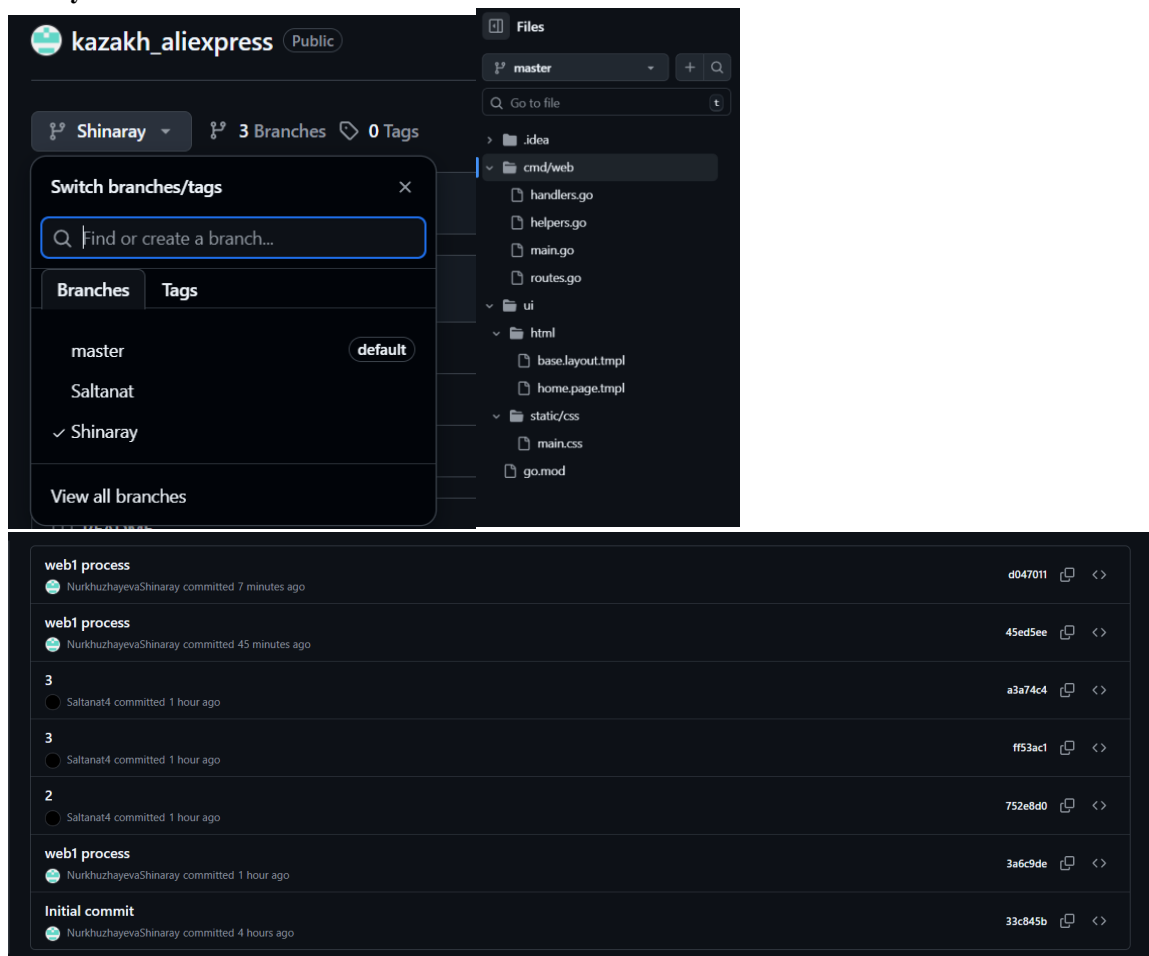 kazakh_aliexpress Public
Shinaray 3 Branches 0 Tags
Switch branches/tags
Find or create a branch...
Branches Tags
master default
Saltanat
Shinaray
View all branches
README
Files
master
Go to file t
.idea
cmd/web
handlers.go
helpers.go
main.go
routes.go
ui
html
base.layout.tmpl
home.page.tmpl
static/css
main.css
go.mod
web1 process
NurkhuzhayevaShinaray committed 7 minutes ago d047011
web1 process
NurkhuzhayevaShinaray committed 45 minutes ago 45ed5ee
3
Saltanat4 committed 1 hour ago a3a74c4
3
Saltanat4 committed 1 hour ago ff53ac1
2
Saltanat4 committed 1 hour ago 752e8d0
web1 process
NurkhuzhayevaShinaray committed 1 hour ago 3a6c9de
Initial commit
NurkhuzhayevaShinaray committed 4 hours ago 33c845b